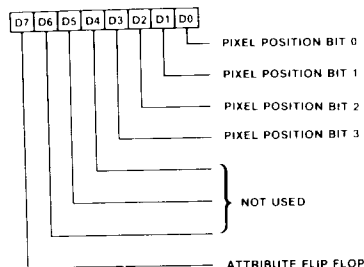 D7 D6 D5 D4 D3 D2 D1 D0
PIXEL POSITION BIT 0
PIXEL POSITION BIT 1
PIXEL POSITION BIT 2
PIXEL POSITION BIT 3
NOT USED
ATTRIBUTE FLIP FLOP